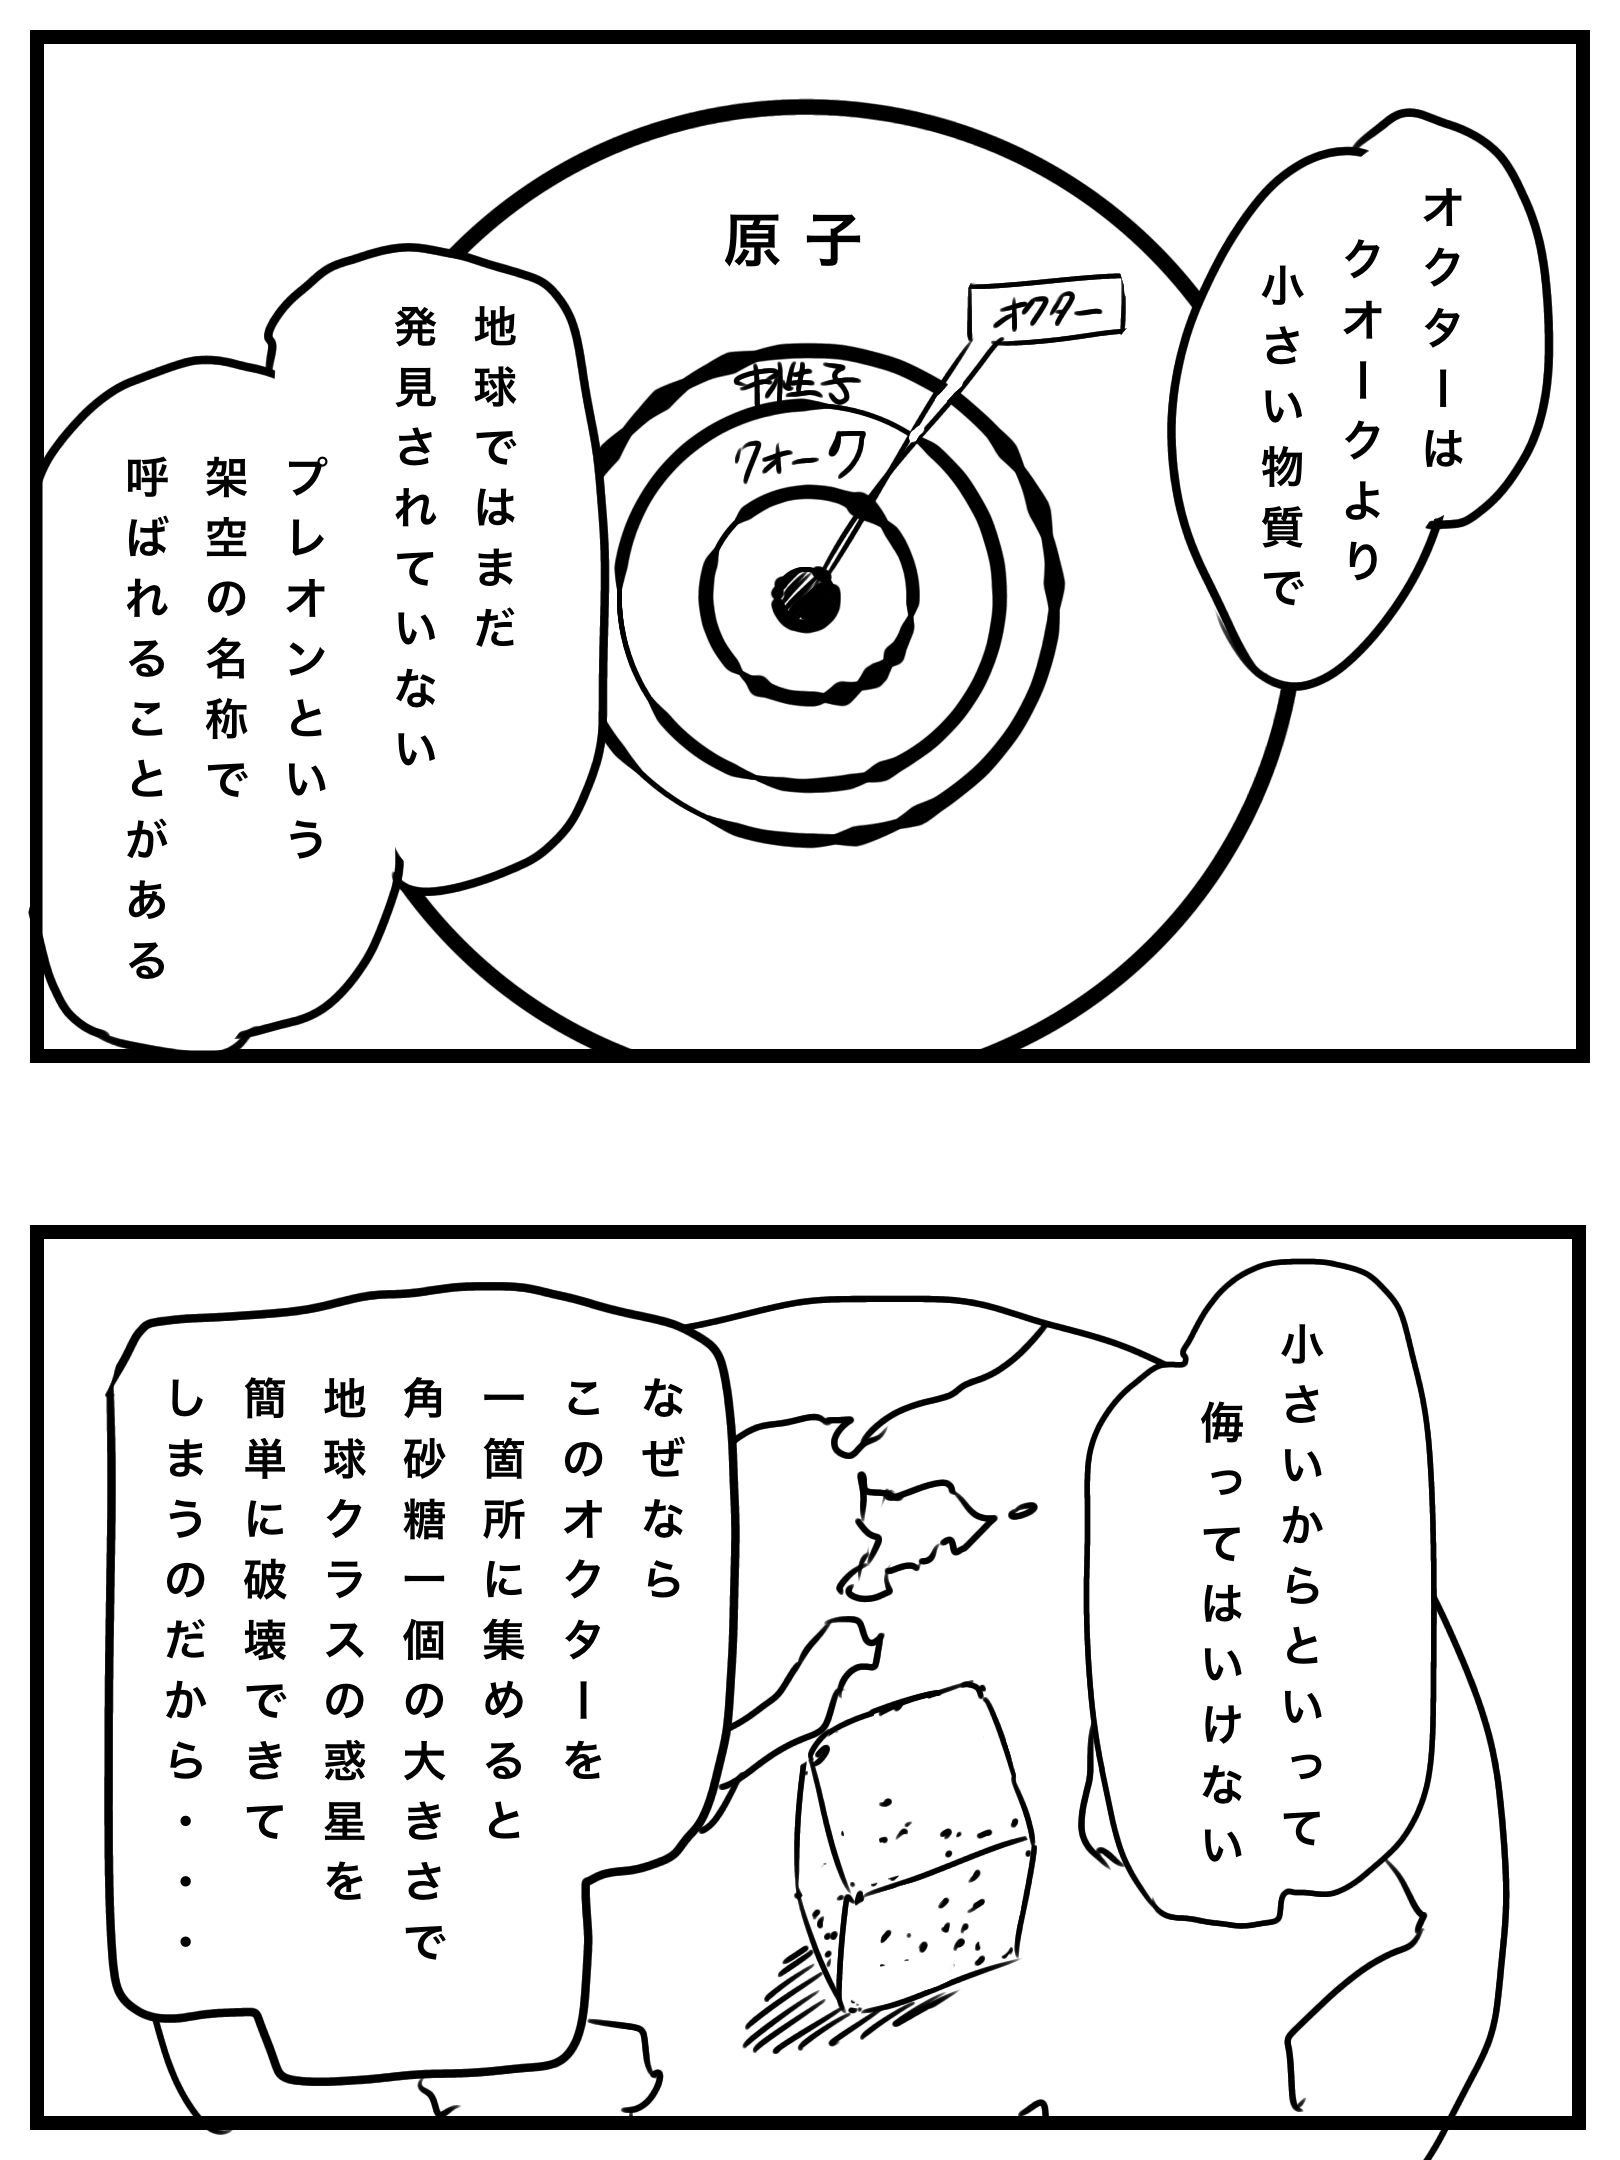 オクターは
クオークより
小さい物質で
原子
オクター
中性子
クォーク
地球ではまだ
発見されていない
プレオンという
架空の名称で
呼ばれることがある
小さいからといって
侮ってはいけない
なぜなら
このオクターを
一箇所に集めると
角砂糖一個の大きさで
地球クラスの惑星を
簡単に破壊できて
しまうのだから・・・